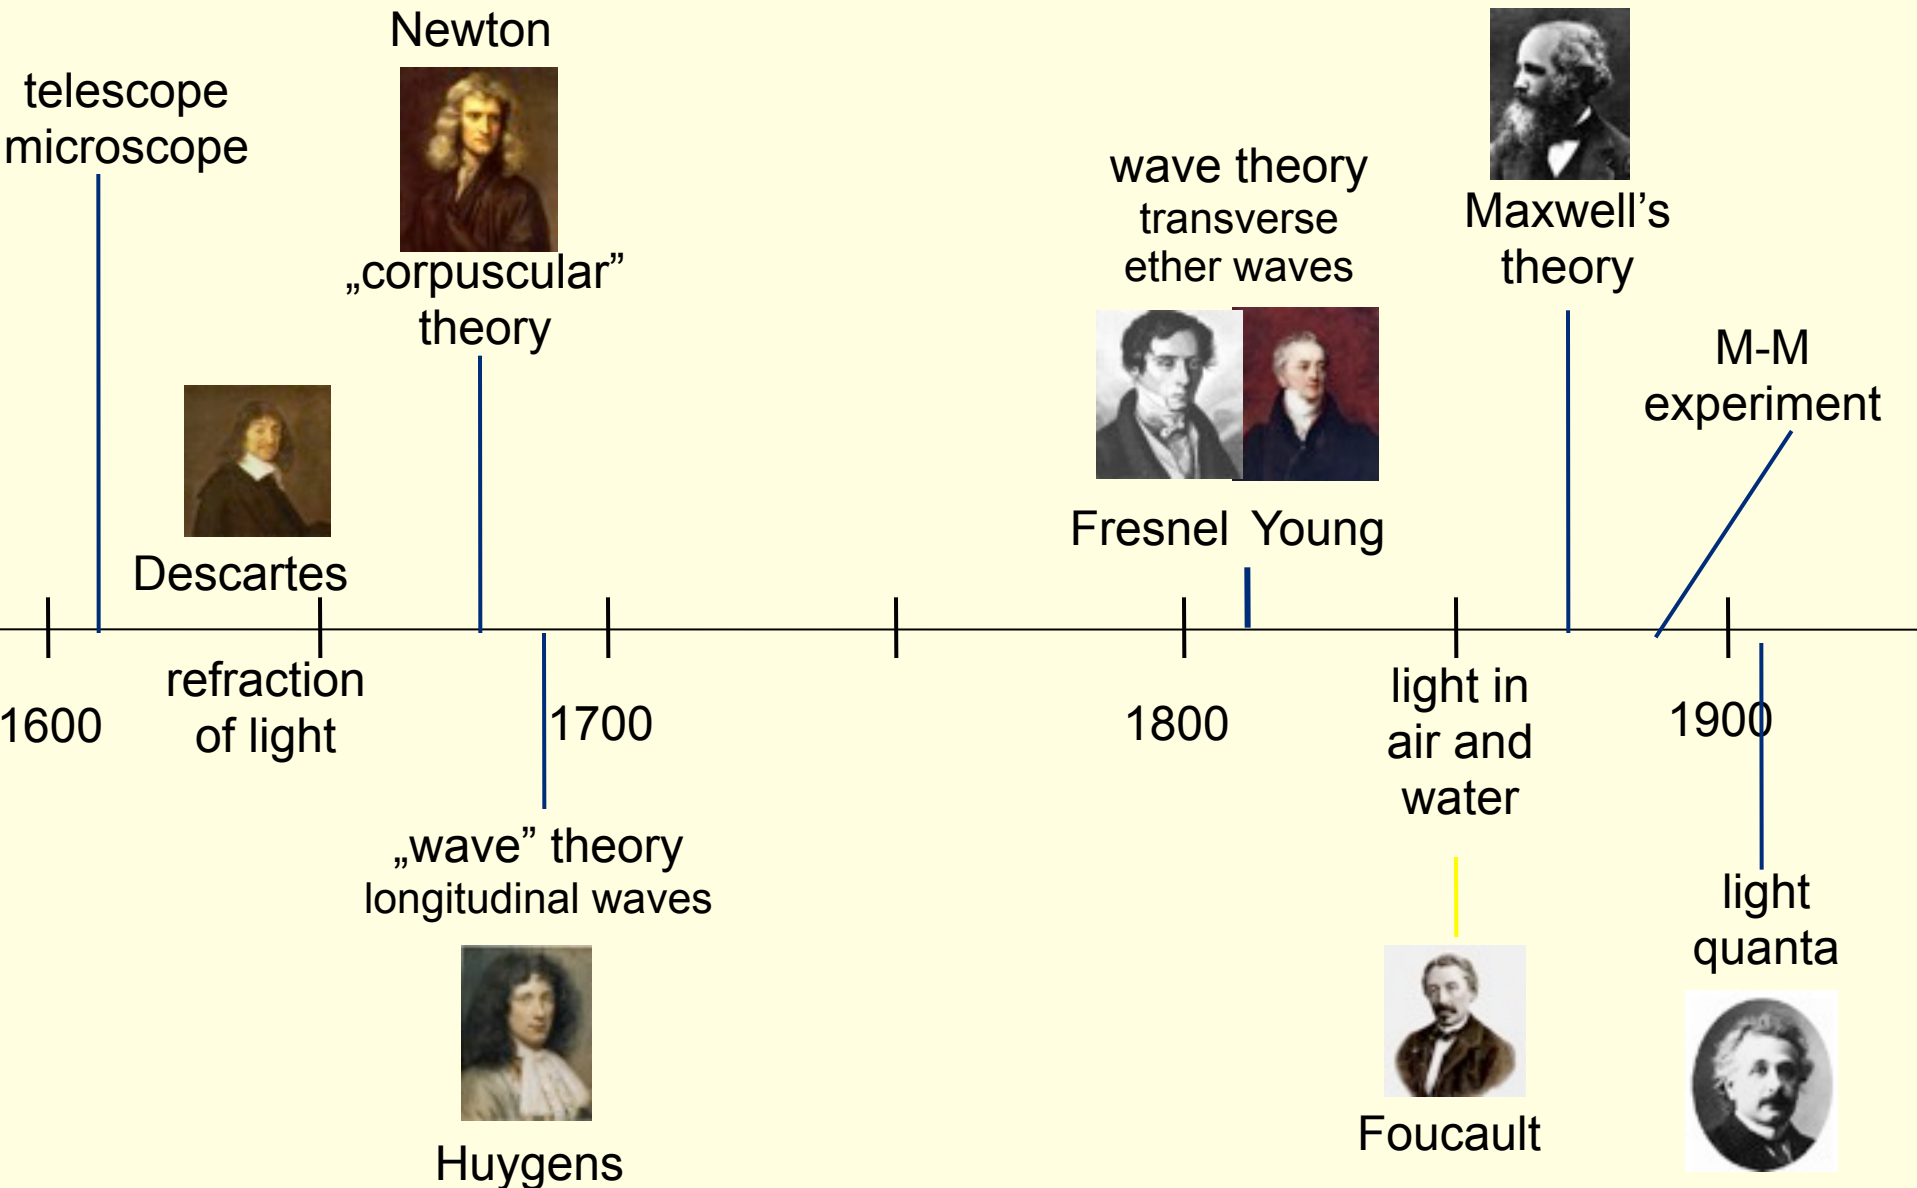 Newton
telescope
microscope
„corpuscular”
theory
Descartes
refraction
of light
1600
1700
„wave” theory
longitudinal waves
Huygens
wave theory
transverse
ether waves
Fresnel Young
1800
Maxwell’s
theory
M-M
experiment
light in
air and
water
Foucault
1900
light
quanta